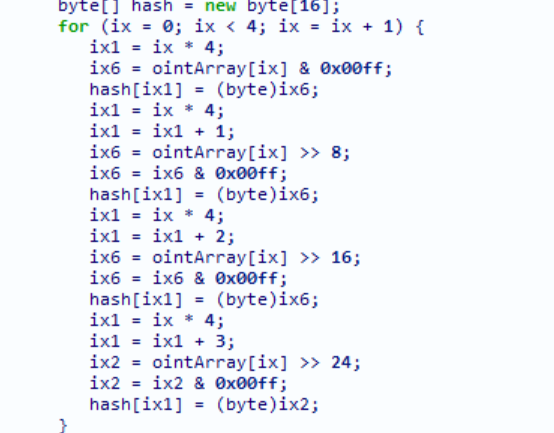 byte[] hash = new byte[16];
for (ix = 0; ix < 4; ix = ix + 1) {
ix1 = ix * 4;
ix6 = ointArray[ix] & 0x00ff;
hash[ix1] = (byte)ix6;
ix1 = ix * 4;
ix1 = ix1 + 1;
ix6 = ointArray[ix] >> 8;
ix6 = ix6 & 0x00ff;
hash[ix1] = (byte)ix6;
ix1 = ix * 4;
ix1 = ix1 + 2;
ix6 = ointArray[ix] >> 16;
ix6 = ix6 & 0x00ff;
hash[ix1] = (byte)ix6;
ix1 = ix * 4;
ix1 = ix1 + 3;
ix2 = ointArray[ix] >> 24;
ix2 = ix2 & 0x00ff;
hash[ix1] = (byte)ix2;
}